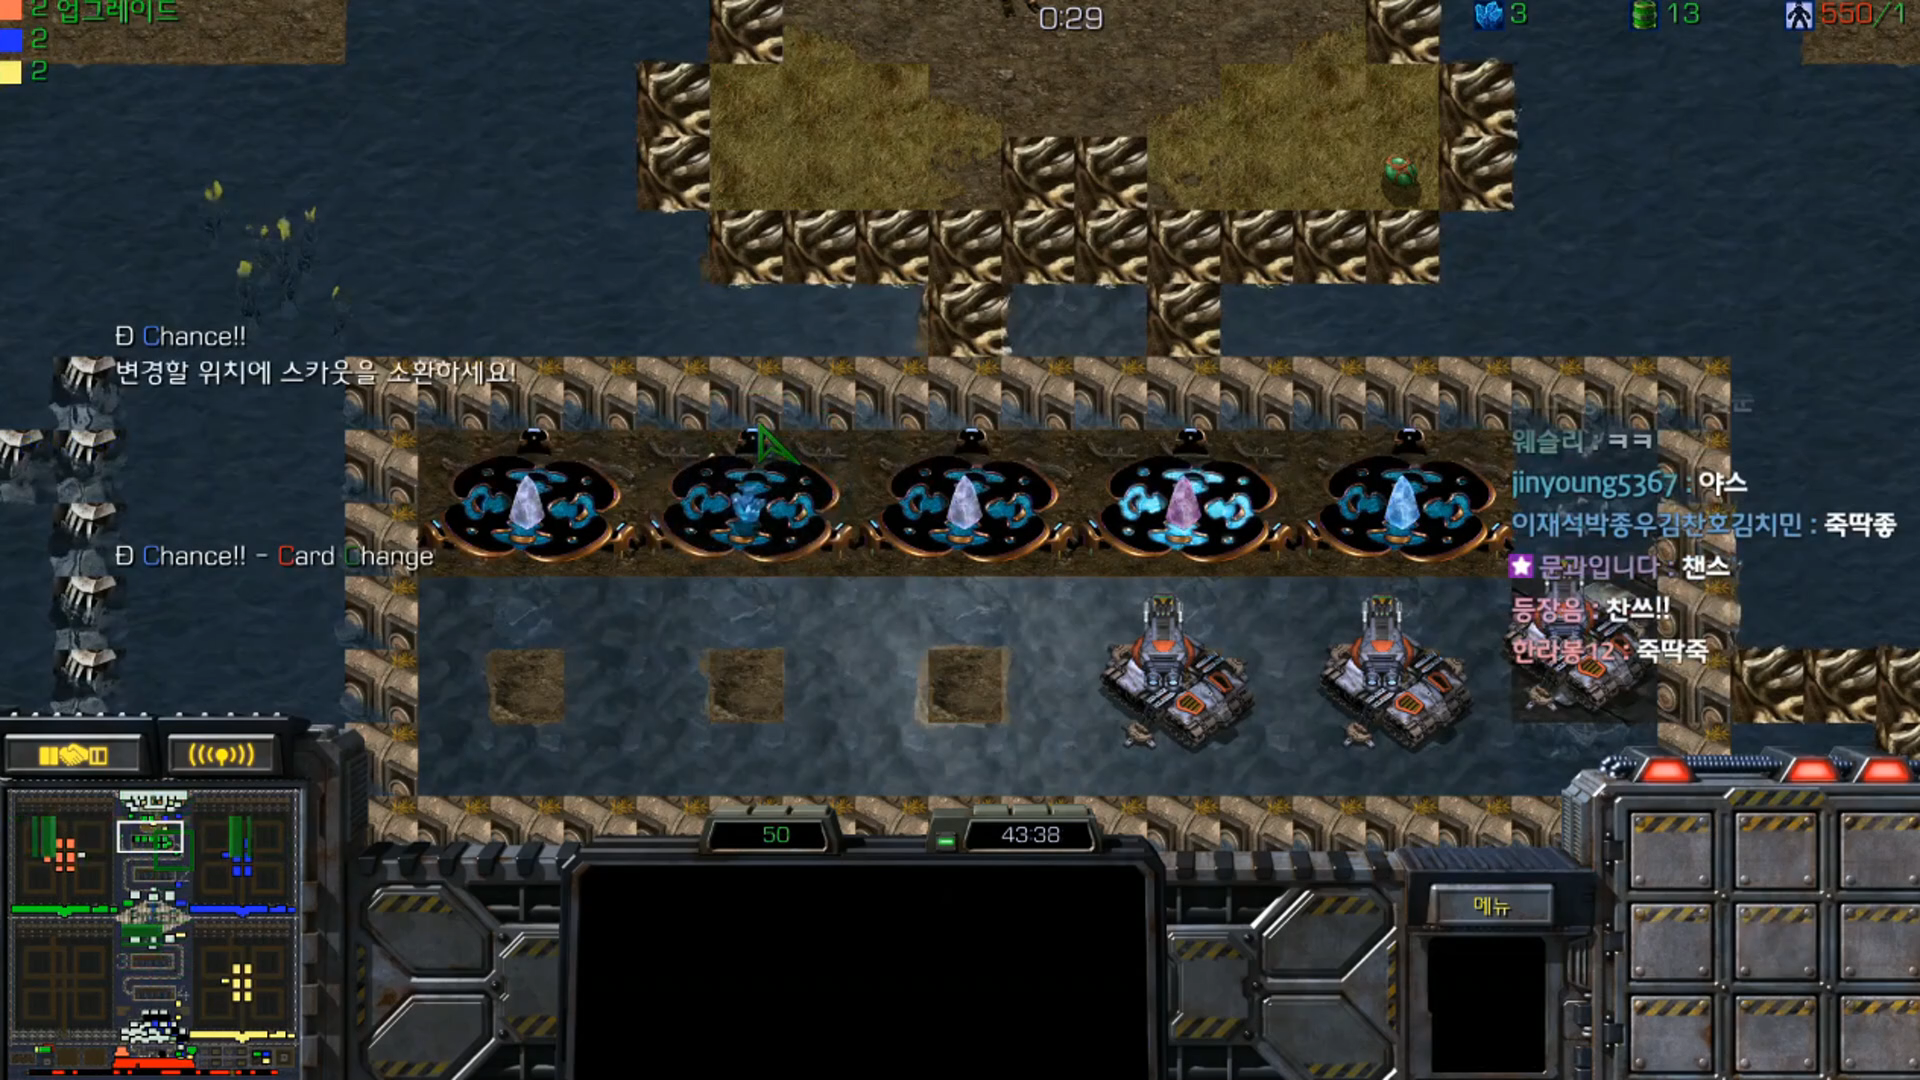 2 업그레이드
2
2
0:29
3
13
550/1
Đ Chance!!
변경할 위치에 스카웃을 소환하세요!
Đ Chance!! - Card Change
웨슬리 : ㅋㅋ
jinyoung5367 : 야스
이재석박종우김찬호김치민 : 죽딱좋
문과입니다 : 챈스
등장음 : 찬쓰!!
한라봉12 : 죽딱죽
50
43:38
메뉴